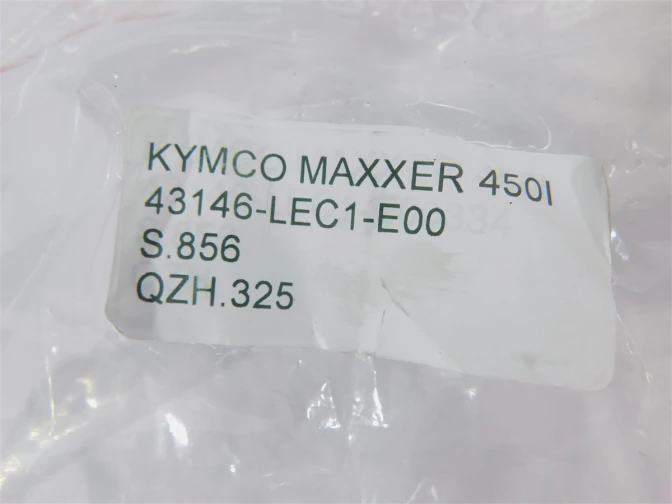 KYMCO MAXXER 450I
43146-LEC1-E00
S.856
QZH.325